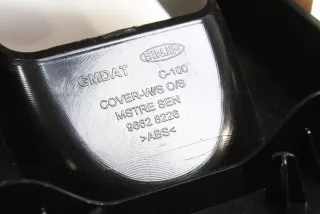 GMDAT C-100
COVER-W/S O/S
MSTRE SEN
9662 8226
>ABS<